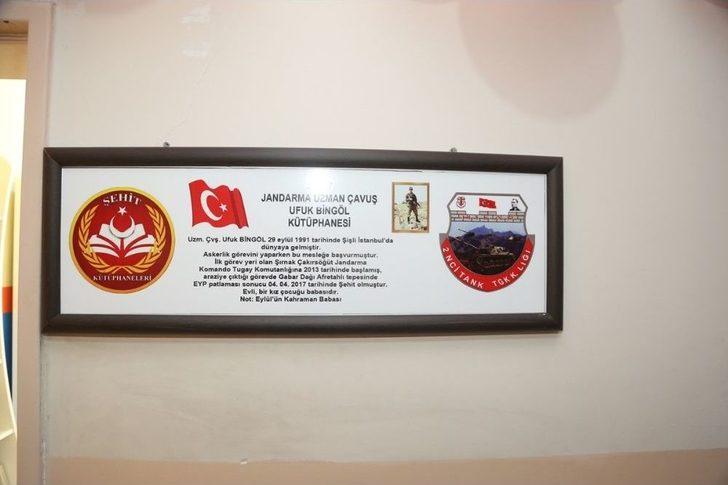 ŞEHİT
KÜTÜPHANELERİ
JANDARMA UZMAN ÇAVUŞ
UFUK BİNGÖL
KÜTÜPHANESİ
Uzm. Çvş. Ufuk BİNGÖL 29 eylül 1991 tarihinde Şişli İstanbul'da
dünyaya gelmiştir.
Askerlik görevini yaparken bu mesleğe başvurmuştur.
İlk görev yeri olan Şırnak Çakırsöğüt Jandarma
Komando Tugay Komutanlığına 2013 tarihinde başlamış,
araziye çıktığı görevde Gabar Dağı Afretahlı tepesinde
EYP patlaması sonucu 04. 04. 2017 tarihinde Şehit olmuştur.
Evli, bir kız çocuğu babasıdır.
Not: Eylül'ün Kahraman Babası
2 NCİ TANK TGKK.LIĞI